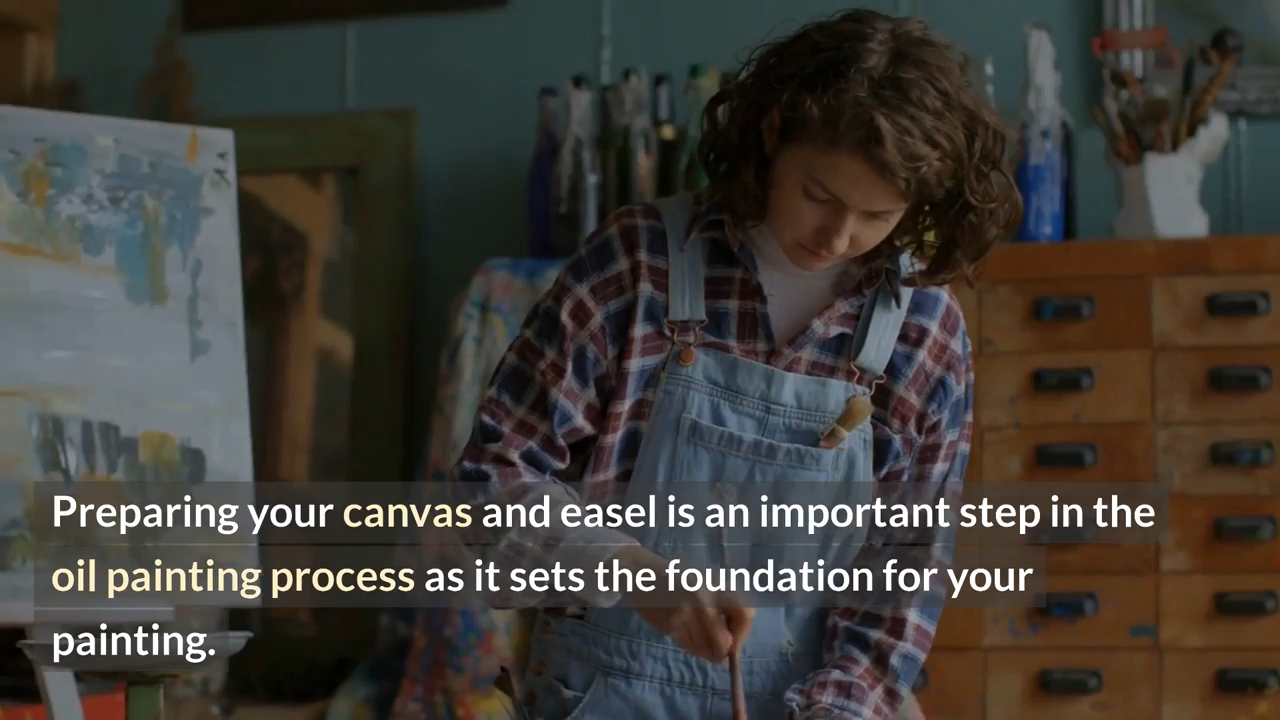 Preparing your canvas and easel is an important step in the
oil painting process as it sets the foundation for your
painting.